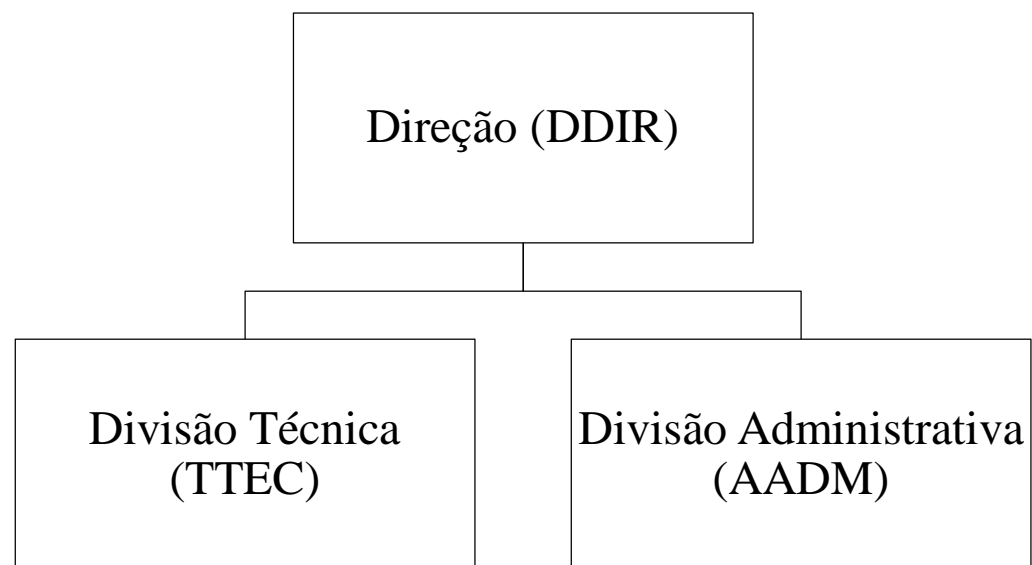 Direção (DDIR)
Divisão Técnica
(TTEC)
Divisão Administrativa
(AADM)